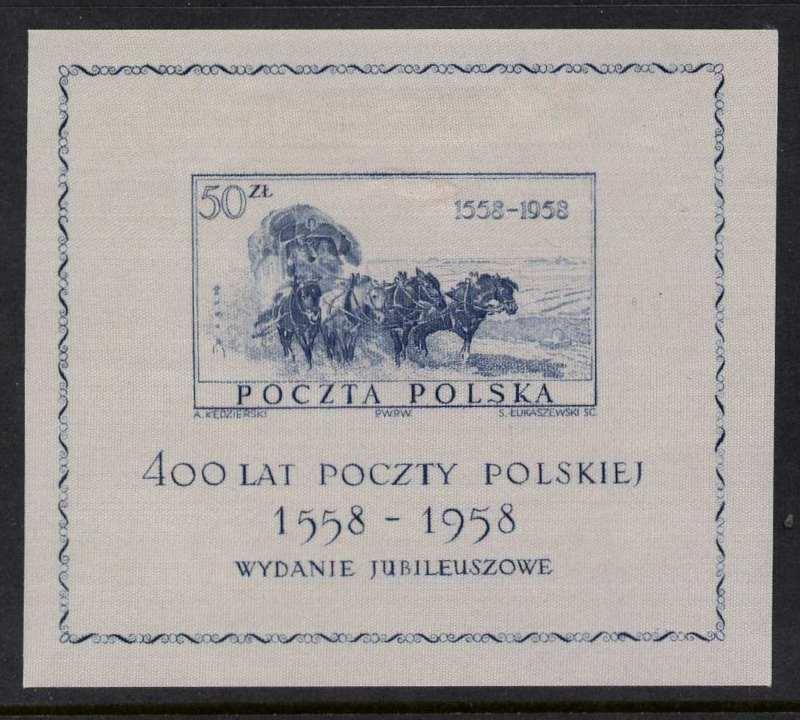 50 ZŁ
1558-1958
POCZTA POLSKA
A. KĘDZIERSKI P.W.P.W. S. ŁUKASZEWSKI SC.
400 LAT POCZTY POLSKIEJ
1558 - 1958
WYDANIE JUBILEUSZOWE